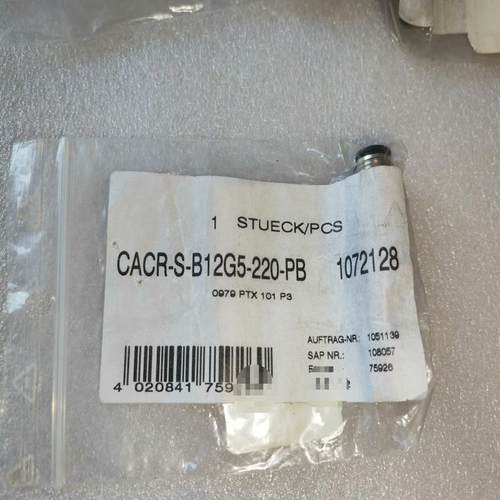 1 STUECK/PCS
CACR-S-B12G5-220-PB 1072128
0979 PTX 101 P3
AUFTRAG-NR.: 1051139
SAP NR.: 108057
75926
4 020841 759